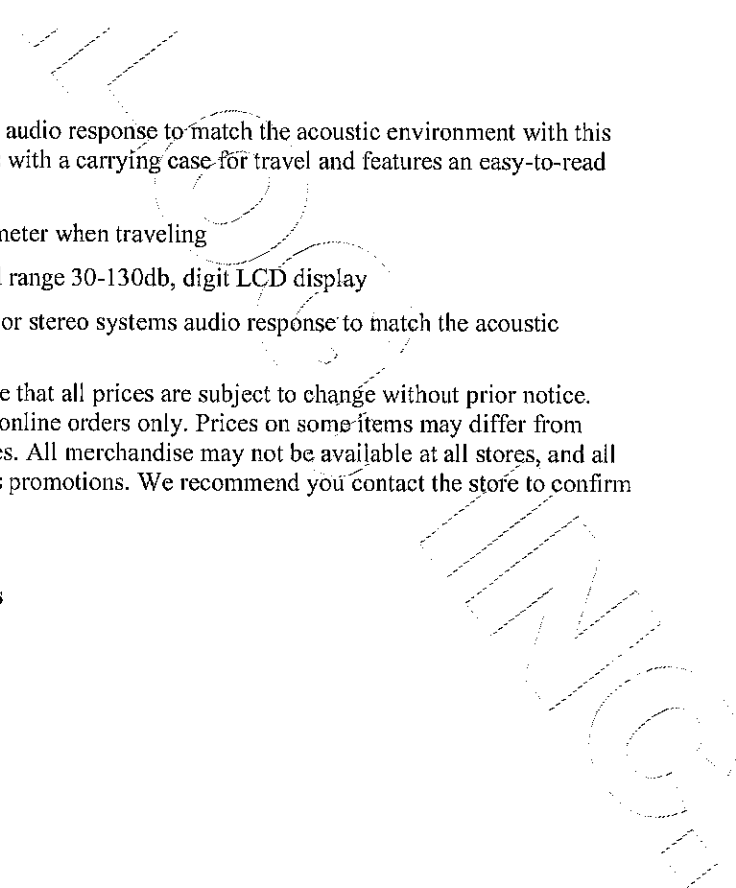 audio response to match the acoustic environment with this
with a carrying case for travel and features an easy-to-read
meter when traveling
range 30-130db, digit LCD display
or stereo systems audio response to match the acoustic
e that all prices are subject to change without prior notice.
online orders only. Prices on some items may differ from
es. All merchandise may not be available at all stores, and all
promotions. We recommend you contact the store to confirm
s